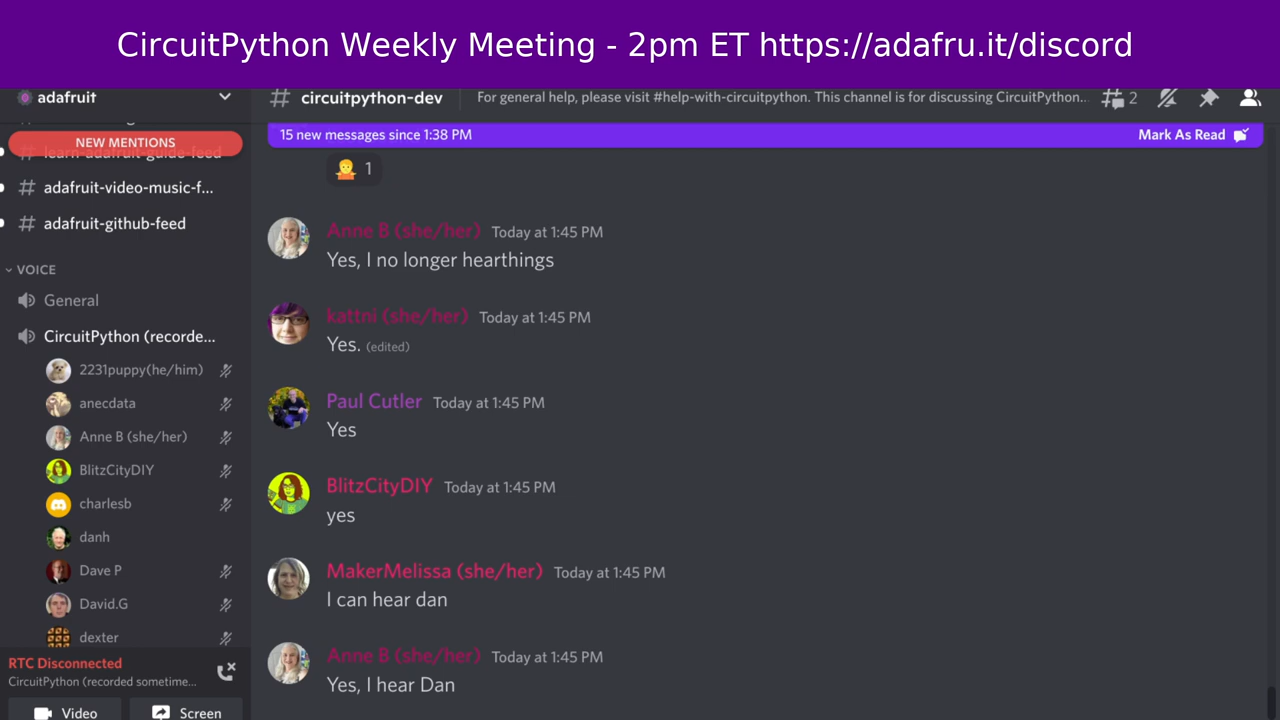 CircuitPython Weekly Meeting - 2pm ET https://adafru.it/discord
adafruit
# circuitpython-dev
For general help, please visit #help-with-circuitpython. This channel is for discussing CircuitPython...
2
NEW MENTIONS
# learn-adafruit-guide-feed
# adafruit-video-music-f...
# adafruit-github-feed
VOICE
General
CircuitPython (recorde...
2231puppy(he/him)
anecdata
Anne B (she/her)
BlitzCityDIY
charlesb
danh
Dave P
David.G
dexter
RTC Disconnected
CircuitPython (recorded sometime...
Video
Screen
15 new messages since 1:38 PM
Mark As Read
1
Anne B (she/her) Today at 1:45 PM
Yes, I no longer hearthings
kattni (she/her) Today at 1:45 PM
Yes. (edited)
Paul Cutler Today at 1:45 PM
Yes
BlitzCityDIY Today at 1:45 PM
yes
MakerMelissa (she/her) Today at 1:45 PM
I can hear dan
Anne B (she/her) Today at 1:45 PM
Yes, I hear Dan